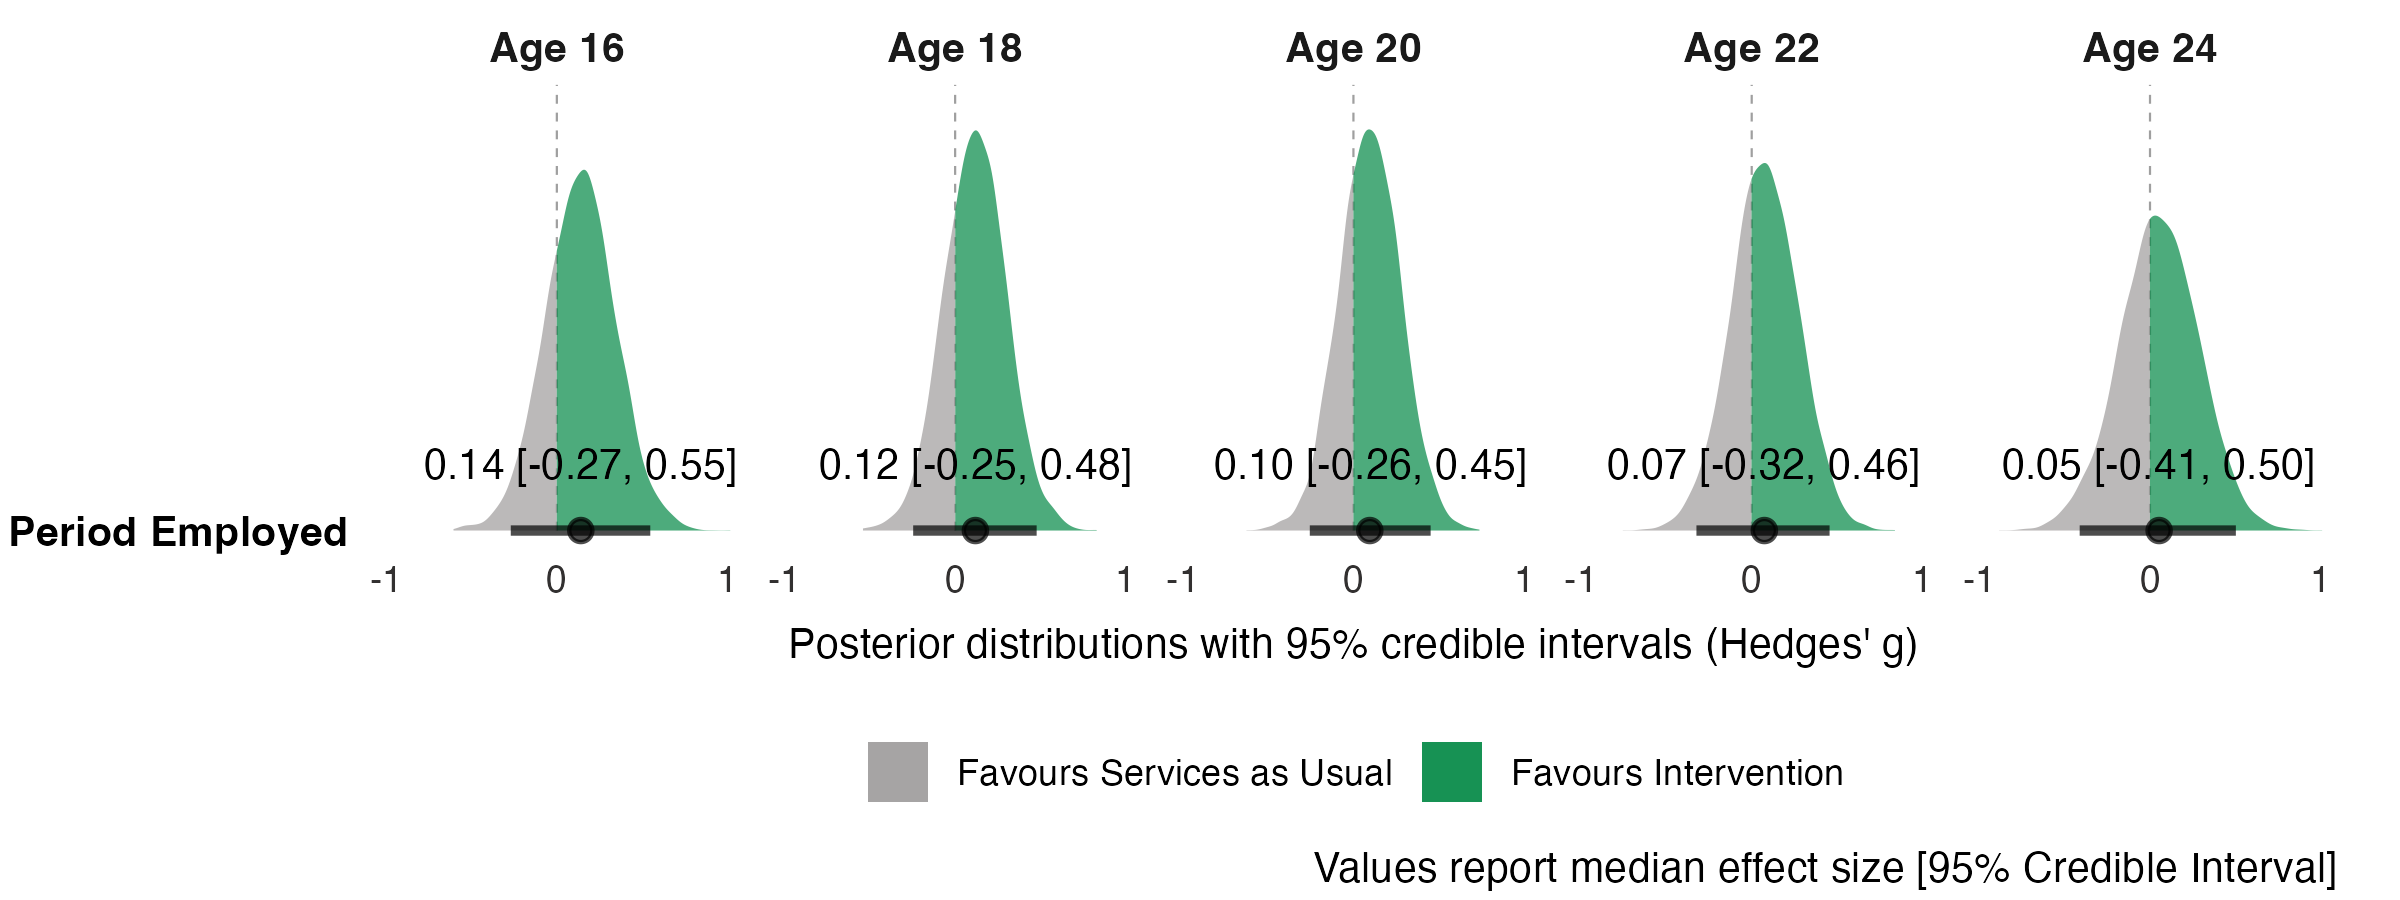 Age 16 Age 18 Age 20 Age 22 Age 24
0.14 [-0.27, 0.55] 0.12 [-0.25, 0.48] 0.10 [-0.26, 0.45] 0.07 [-0.32, 0.46] 0.05 [-0.41, 0.50]
Period Employed
-1 0 1 -1 0 1 -1 0 1 -1 0 1 -1 0 1
Posterior distributions with 95% credible intervals (Hedges' g)
Favours Services as Usual Favours Intervention
Values report median effect size [95% Credible Interval]